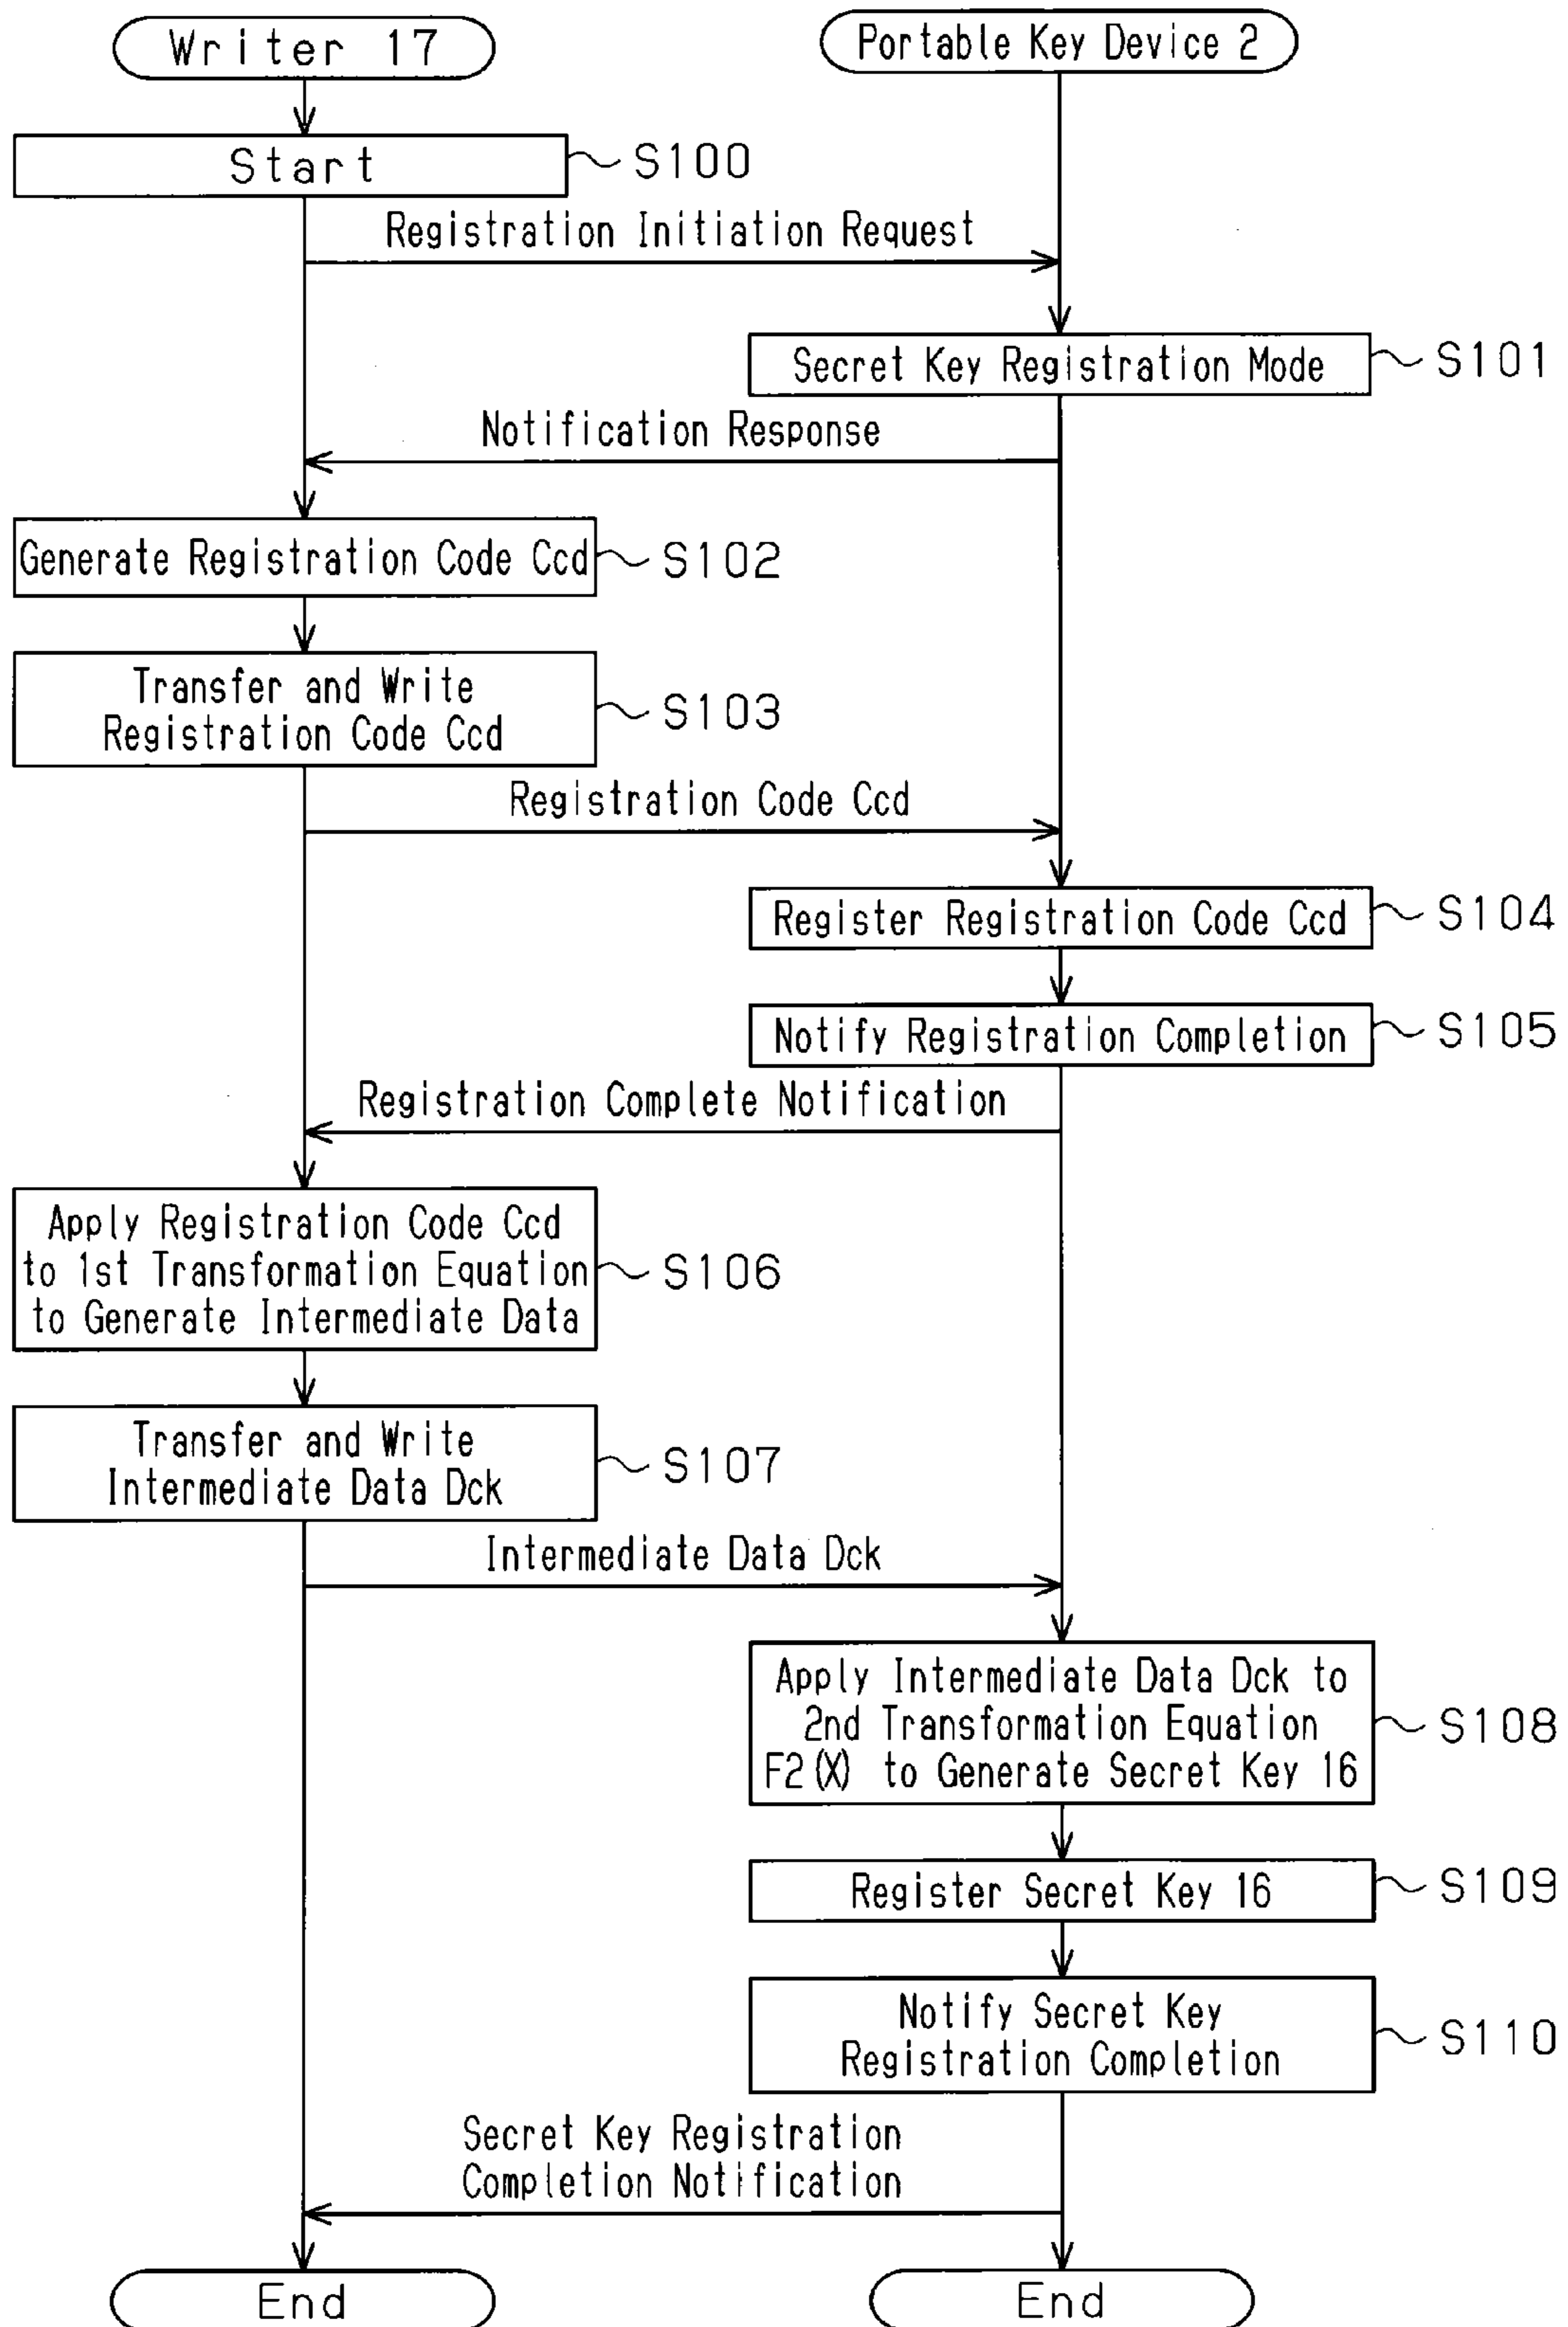 Writer 17
Portable Key Device 2
Start
S100
Registration Initiation Request
Secret Key Registration Mode
S101
Notification Response
Generate Registration Code Ccd
S102
Transfer and Write
Registration Code Ccd
S103
Registration Code Ccd
Register Registration Code Ccd
S104
Notify Registration Completion
S105
Registration Complete Notification
Apply Registration Code Ccd
to 1st Transformation Equation
to Generate Intermediate Data
S106
Transfer and Write
Intermediate Data Dck
S107
Intermediate Data Dck
Apply Intermediate Data Dck to
2nd Transformation Equation
F2(X) to Generate Secret Key 16
S108
Register Secret Key 16
S109
Notify Secret Key
Registration Completion
S110
Secret Key Registration
Completion Notification
End
End